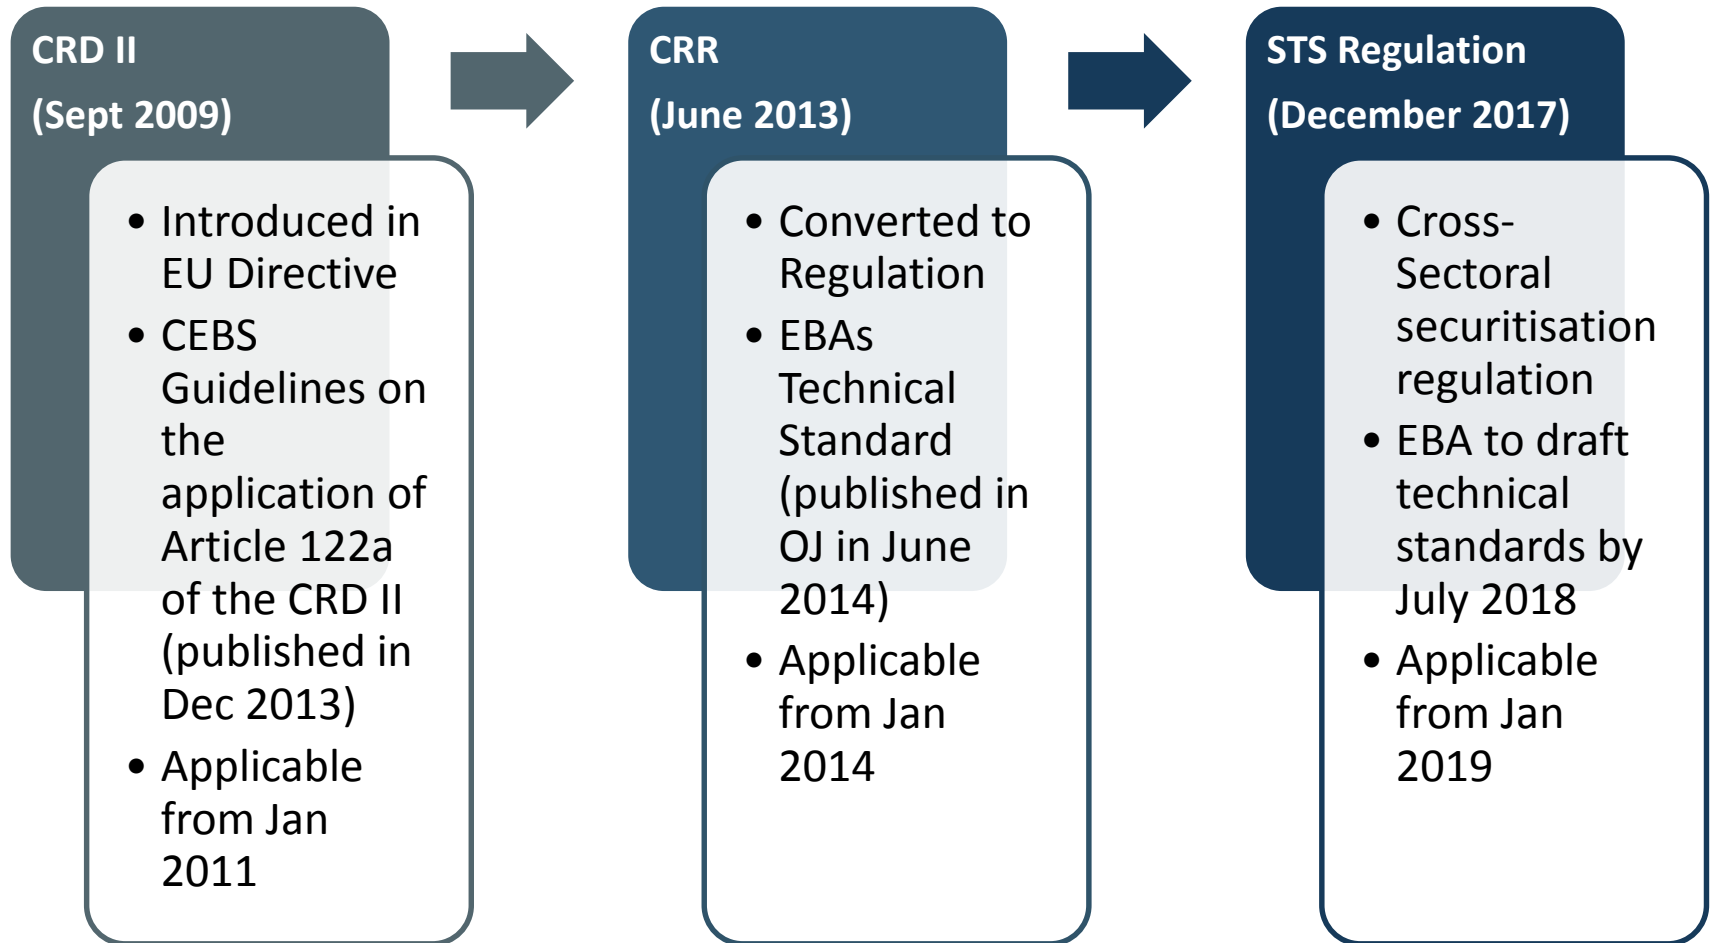 CRD II
(Sept 2009)
• Introduced in
EU Directive
• CEBS
Guidelines on
the
application of
Article 122a
of the CRD II
(published in
Dec 2013)
• Applicable
from Jan
2011
CRR
(June 2013)
• Converted to
Regulation
• EBAs
Technical
Standard
(published in
OJ in June
2014)
• Applicable
from Jan
2014
STS Regulation
(December 2017)
• Cross-
Sectoral
securitisation
regulation
• EBA to draft
technical
standards by
July 2018
• Applicable
from Jan
2019